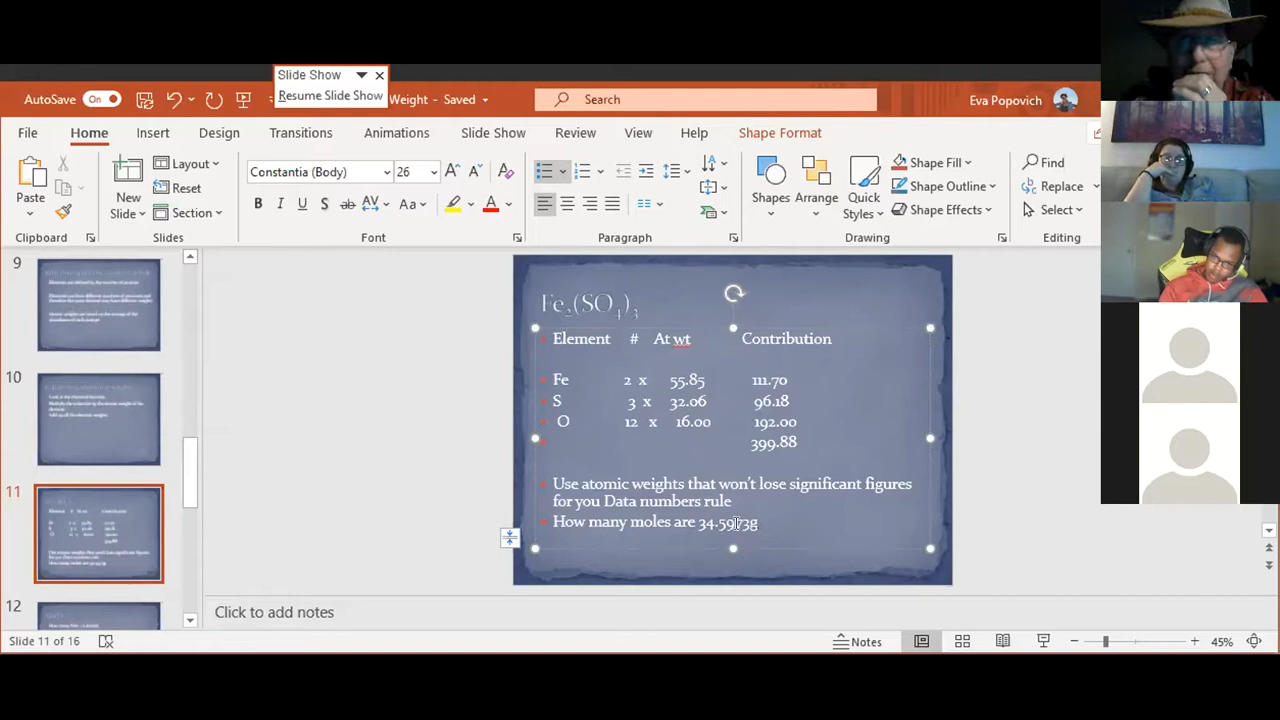 Slide Show
Resume Slide Show
AutoSave On
Weight - Saved
Search
Eva Popovich
File Home Insert Design Transitions Animations Slide Show Review View Help Shape Format
Paste
New Slide
Layout
Reset
Section
Constantia (Body) 26
B I U S ab AV Aa A
Shapes Arrange Quick Styles
Shape Fill
Shape Outline
Shape Effects
Find
Replace
Select
Clipboard Slides Font Paragraph Drawing Editing
9
10
11
12
Fe2(SO4)3
Element # At wt Contribution
Fe 2 x 55.85 111.70
S 3 x 32.06 96.18
O 12 x 16.00 192.00
399.88
Use atomic weights that won't lose significant figures
for you Data numbers rule
How many moles are
Click to add notes
Slide 11 of 16
Notes
45%